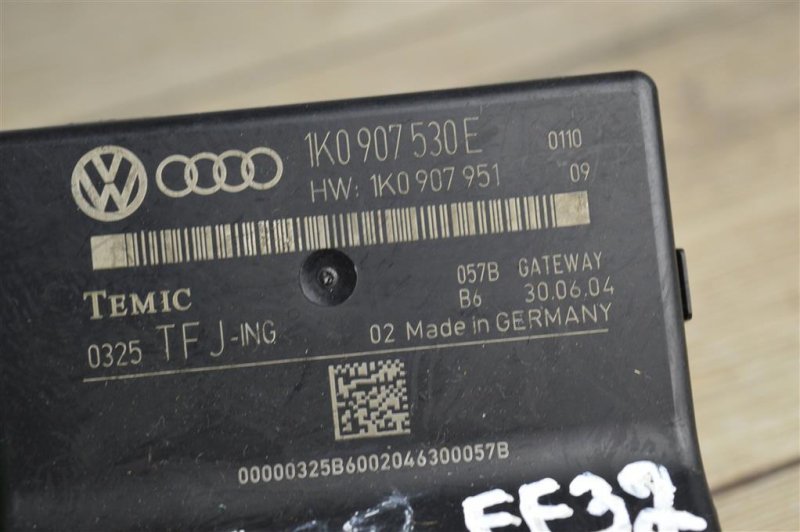 1K0 907 530 E 0110
HW: 1K0 907 951 09
TEMIC 057B GATEWAY
B6 30.06.04
0325 TFJ-ING 02 Made in GERMANY
00000325B6002046300057B